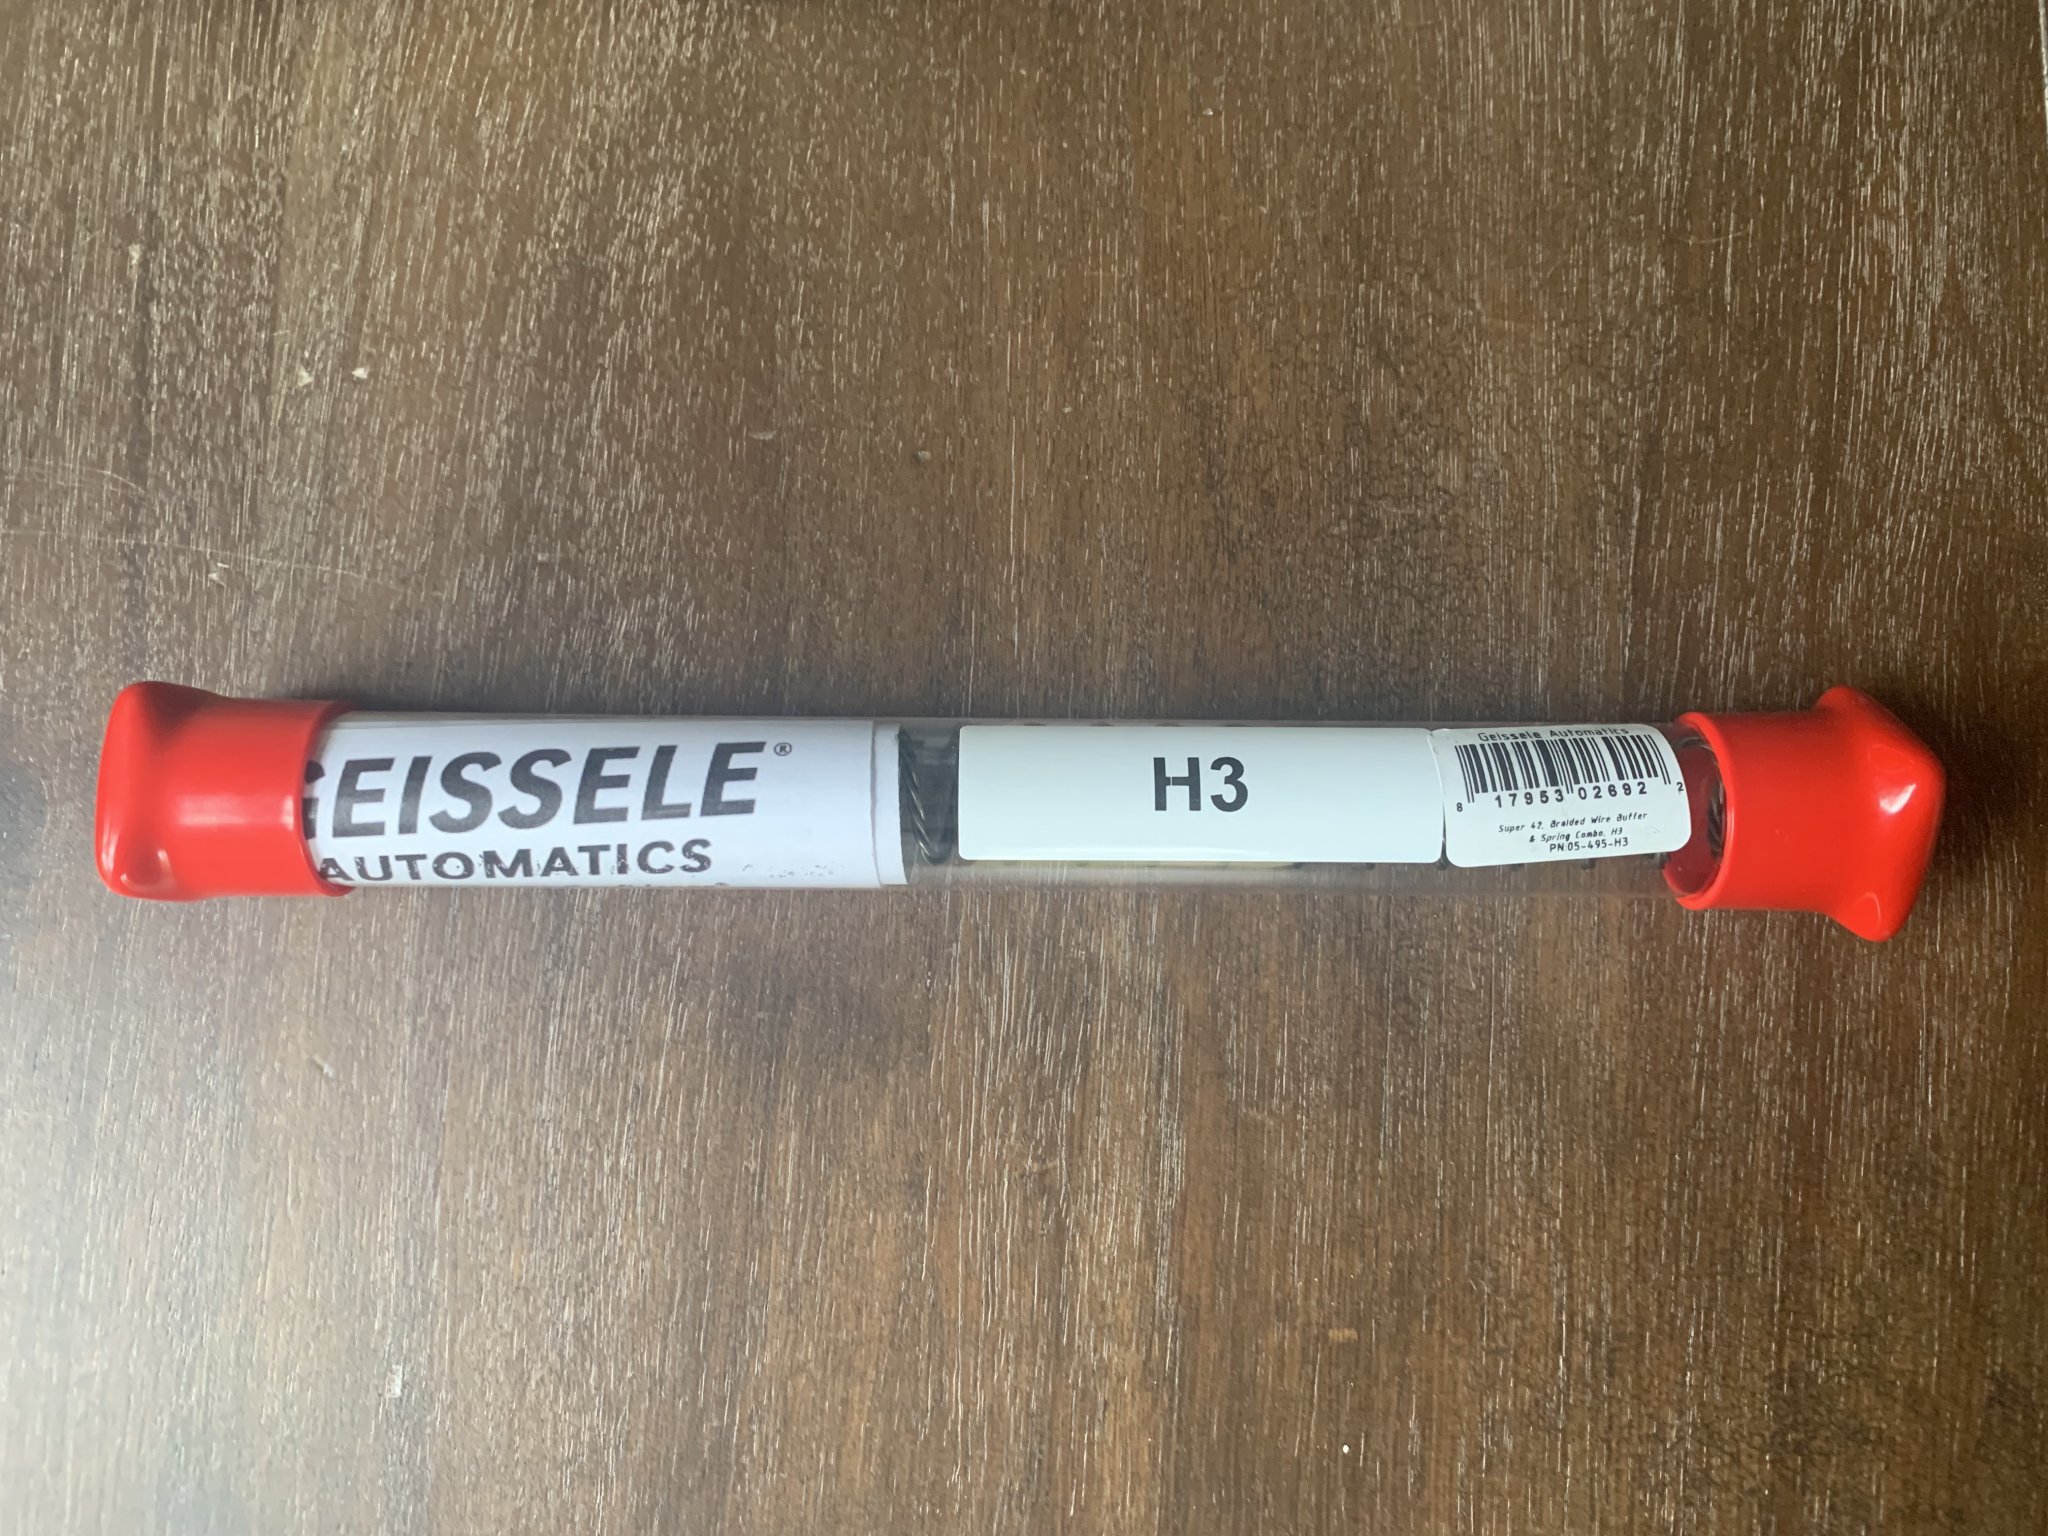 GEISSELE®
AUTOMATICS
H3
Geissele Automatics
8 17953 02692 2
Super 42, Braided Wire Buffer
& Spring Combo, H3
PN:05-495-H3